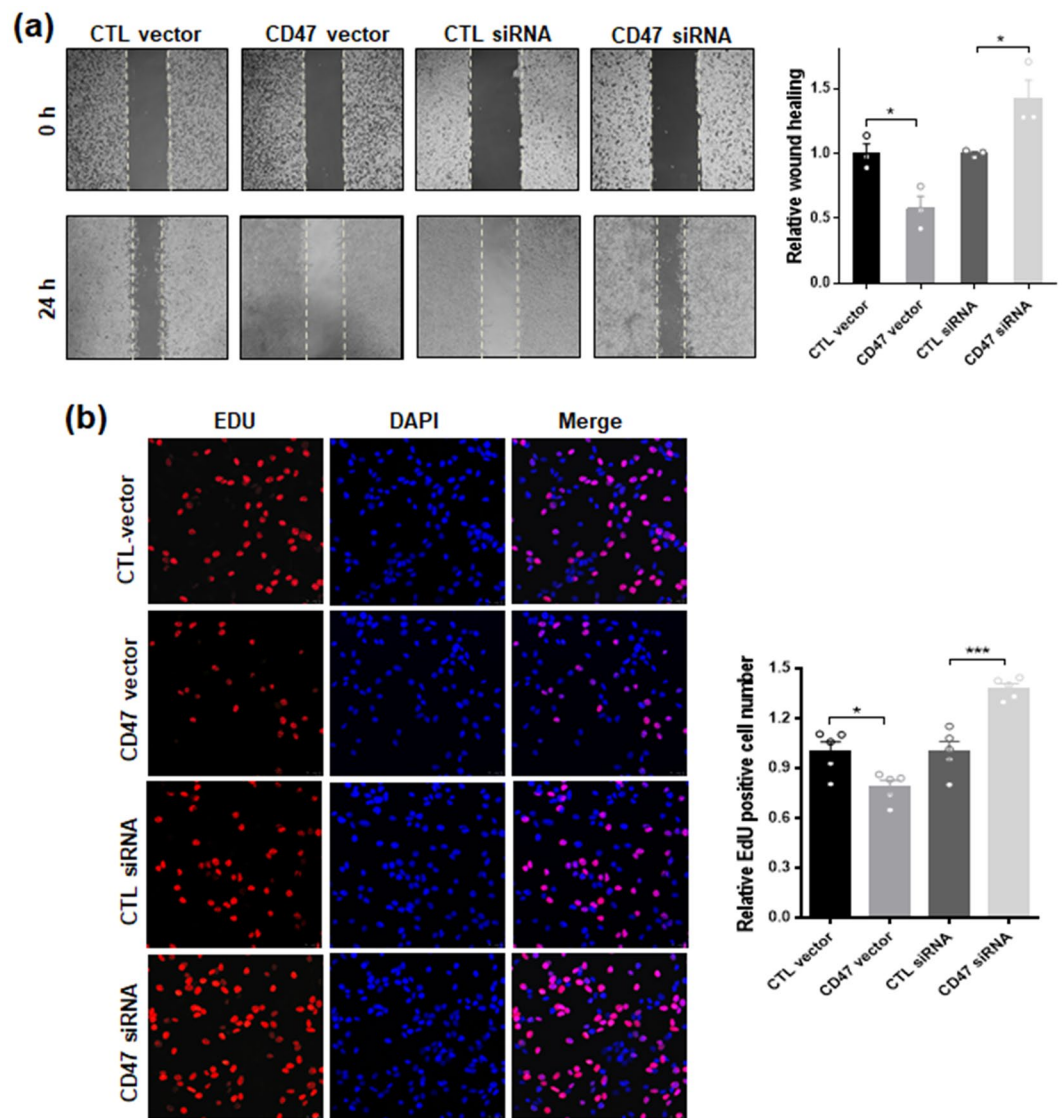 (a)
CTL vector CD47 vector CTL siRNA CD47 siRNA
0 h
24 h
Relative wound healing
1.5
1.0
0.5
0.0
* *
CTL vector
CD47 vector
CTL siRNA
CD47 siRNA
(b)
EDU DAPI Merge
CTL-vector
CD47 vector
CTL siRNA
CD47 siRNA
Relative EdU positive cell number
1.5
1.2
0.9
0.6
0.3
0.0
* ***
CTL vector
CD47 vector
CTL siRNA
CD47 siRNA